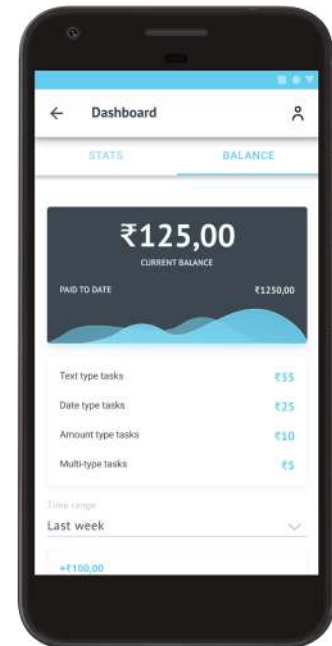 Dashboard
STATS BALANCE
₹125,00
CURRENT BALANCE
PAID TO DATE ₹1250,00
Text type tasks ₹55
Date type tasks ₹25
Amount type tasks ₹10
Multi-type tasks ₹5
Time range
Last week
+₹100,00